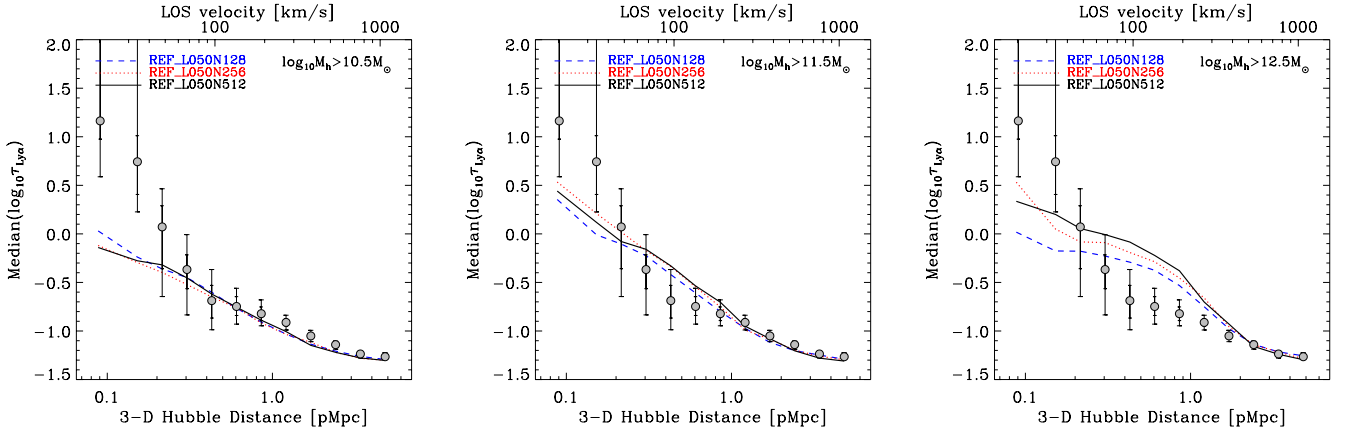 LOS velocity [km/s]
100 1000
2.0
1.5
1.0
0.5
0.0
−0.5
−1.0
−1.5
Median(log₁₀τLyα)
REF_L050N128
REF_L050N256
REF_L050N512
log₁₀Mₕ>10.5M☉
0.1 1.0
3−D Hubble Distance [pMpc]
LOS velocity [km/s]
100 1000
2.0
1.5
1.0
0.5
0.0
−0.5
−1.0
−1.5
Median(log₁₀τLyα)
REF_L050N128
REF_L050N256
REF_L050N512
log₁₀Mₕ>11.5M☉
0.1 1.0
3−D Hubble Distance [pMpc]
LOS velocity [km/s]
100 1000
2.0
1.5
1.0
0.5
0.0
−0.5
−1.0
−1.5
Median(log₁₀τLyα)
REF_L050N128
REF_L050N256
REF_L050N512
log₁₀Mₕ>12.5M☉
0.1 1.0
3−D Hubble Distance [pMpc]